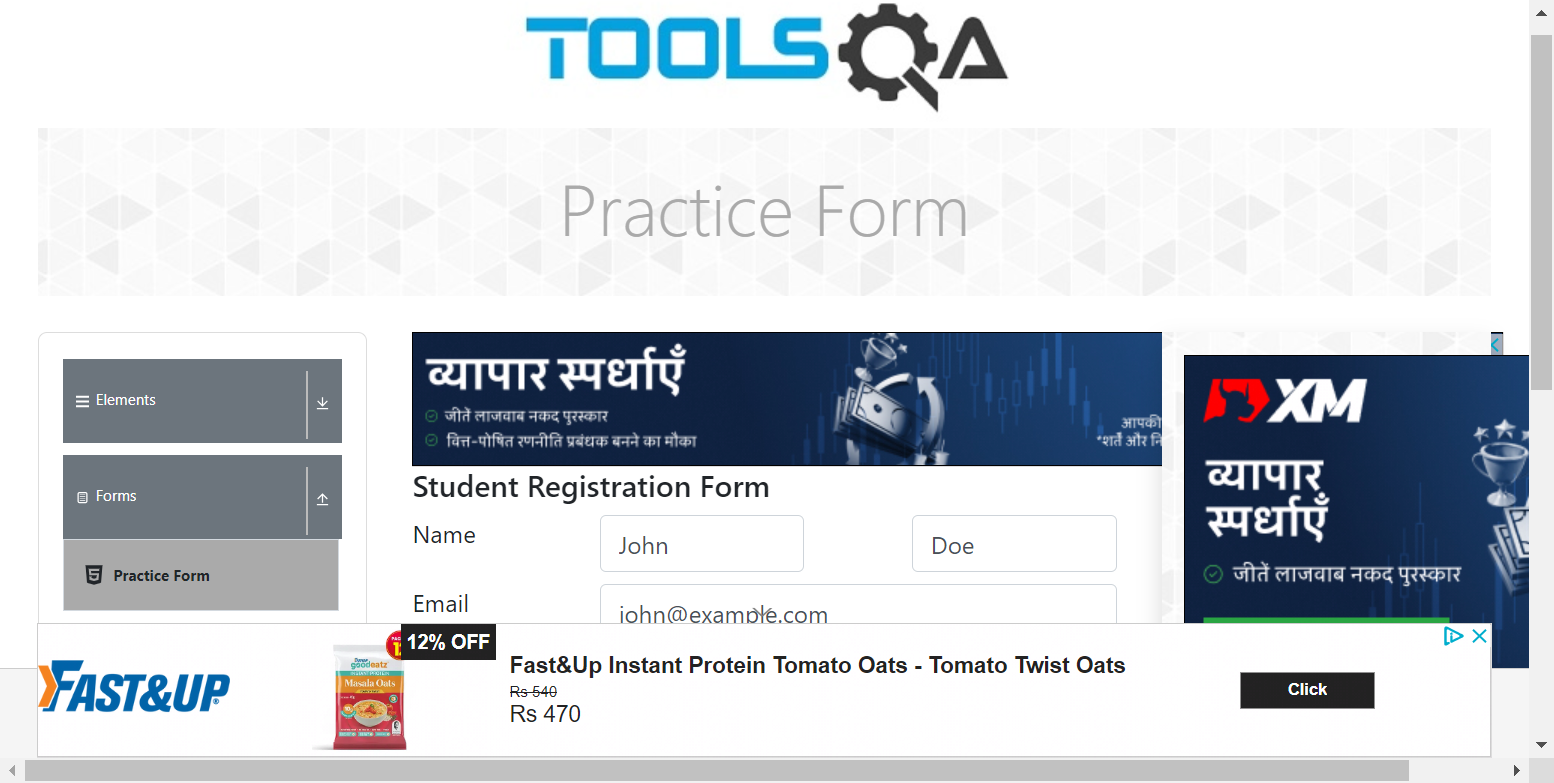 TOOLSQA
Practice Form
Elements
Forms
Practice Form
व्यापार स्पर्धाएँ
जीतें लाजवाब नकद पुरस्कार
वित्त-पोषित रणनीति प्रबंधक बनने का मौका
आपकी
*शर्तें और नि
Student Registration Form
Name
John
Doe
Email
john@example.com
XM
व्यापार
स्पर्धाएँ
जीतें लाजवाब नकद पुरस्कार
FAST&UP
goodoatz
Masala Oats
12% OFF
Fast&Up Instant Protein Tomato Oats - Tomato Twist Oats
Rs 540
Rs 470
Click